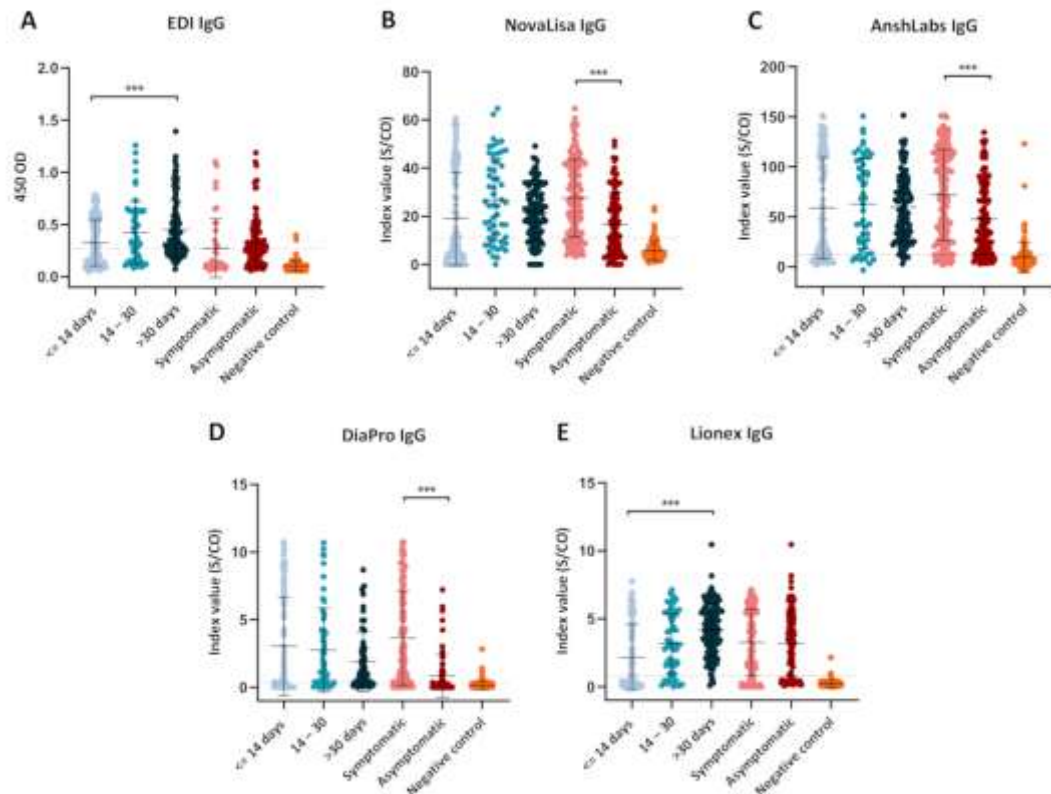 A
EDI IgG
450 OD
2.0
1.5
1.0
0.5
0.0
***
<= 14 days
14 – 30
>30 days
Symptomatic
Asymptomatic
Negative control
B
NovaLisa IgG
Index value (S/CO)
80
60
40
20
0
***
<= 14 days
14 – 30
>30 days
Symptomatic
Asymptomatic
Negative control
C
AnshLabs IgG
Index value (S/CO)
200
150
100
50
0
***
<= 14 days
14 – 30
>30 days
Symptomatic
Asymptomatic
Negative control
D
DiaPro IgG
Index value (S/CO)
15
10
5
0
***
<= 14 days
14 – 30
>30 days
Symptomatic
Asymptomatic
Negative control
E
Lionex IgG
Index value (S/CO)
15
10
5
0
***
<= 14 days
14 – 30
>30 days
Symptomatic
Asymptomatic
Negative control